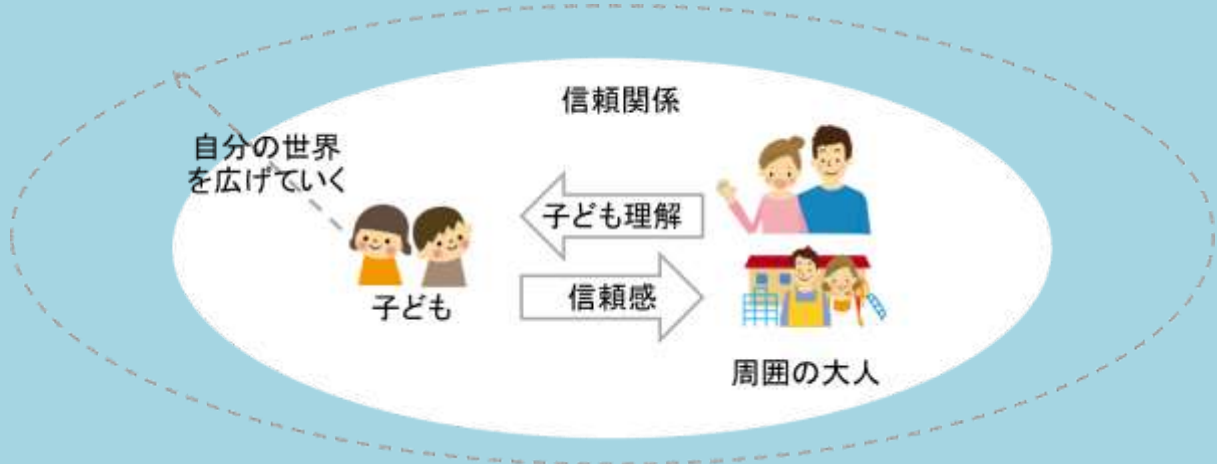 信頼関係
自分の世界
を広げていく
子ども理解
信頼感
子ども
周囲の大人